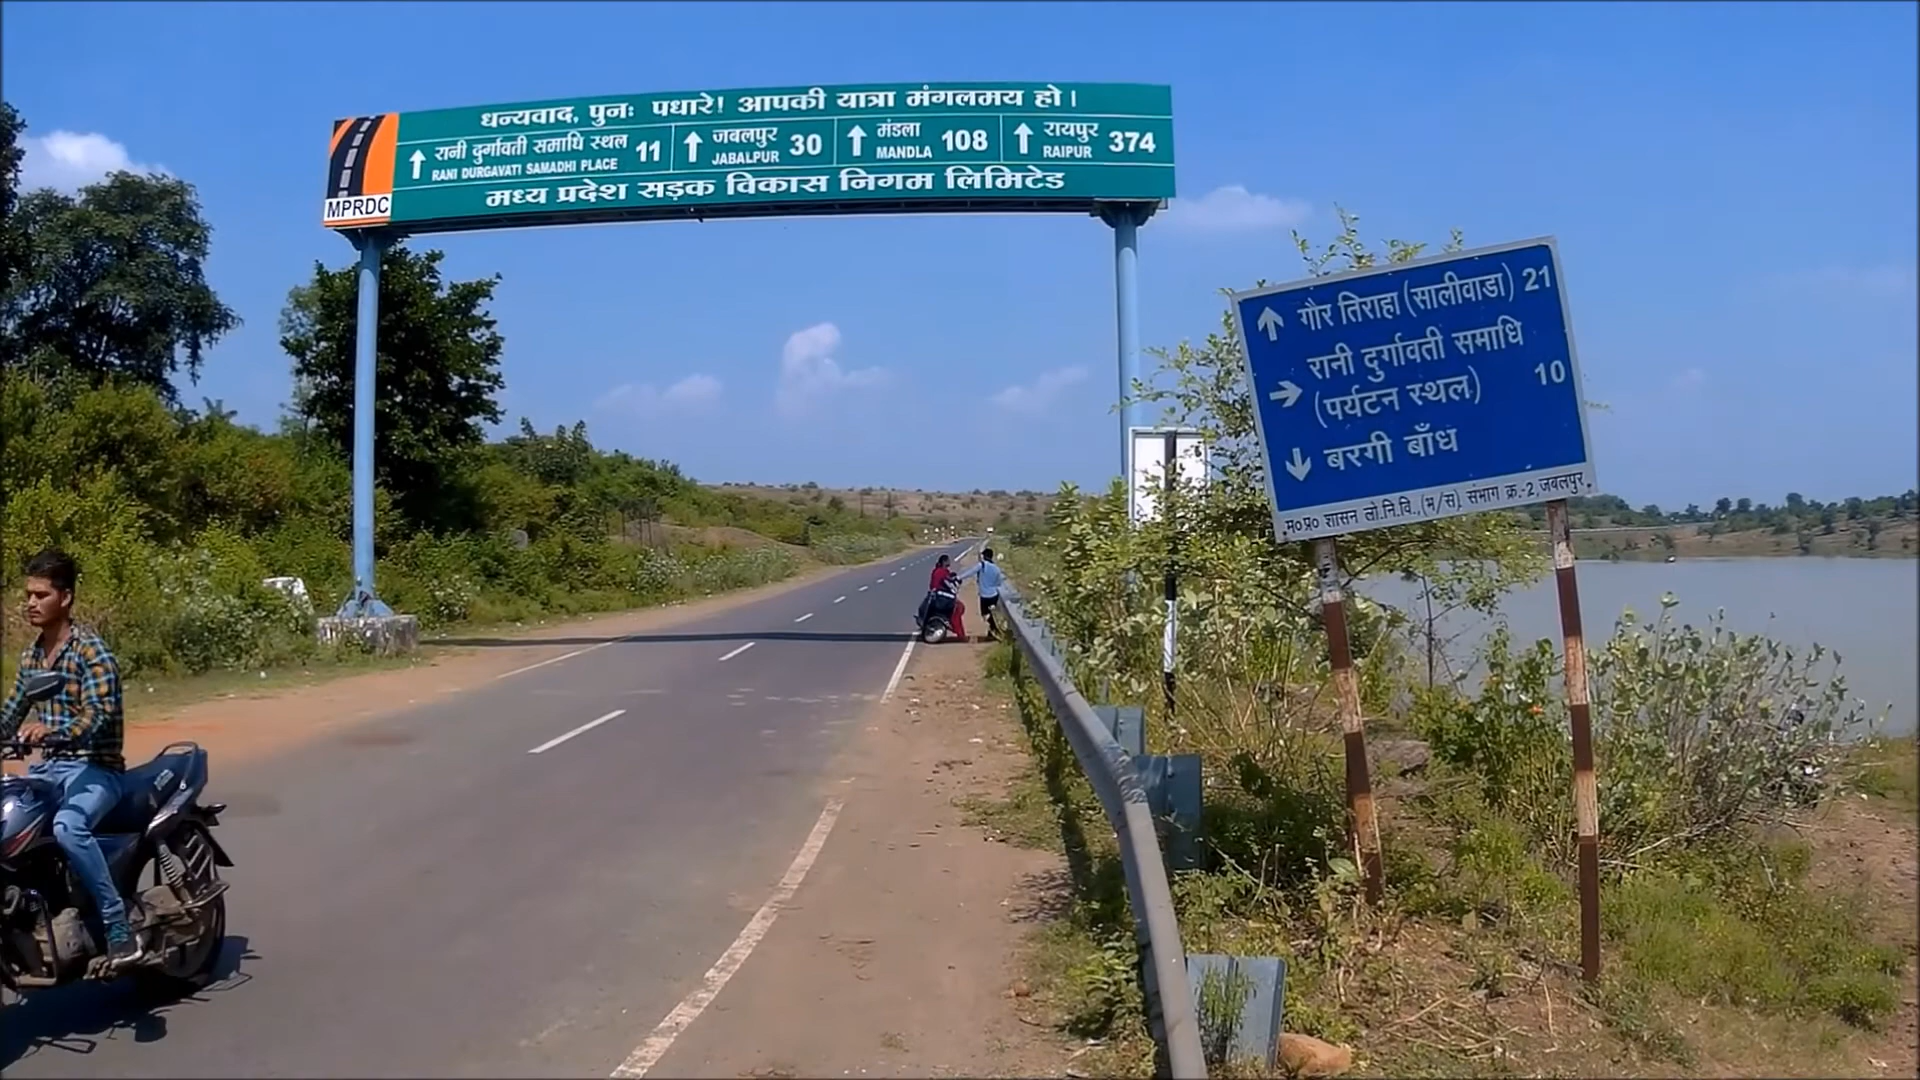 धन्यवाद, पुनः पधारे! आपकी यात्रा मंगलमय हो।
रानी दुर्गावती समाधि स्थल 11
RANI DURGAVATI SAMADHI PLACE
जबलपुर 30
JABALPUR
मंडला 108
MANDLA
रायपुर 374
RAIPUR
मध्य प्रदेश सड़क विकास निगम लिमिटेड
MPRDC
गौर तिराहा (सालीवाडा) 21
रानी दुर्गावती समाधि
(पर्यटन स्थल) 10
बरगी बाँध
म०प्र० शासन लो.नि.वि.,(म/स) संभाग क्र.-2,जबलपुर.